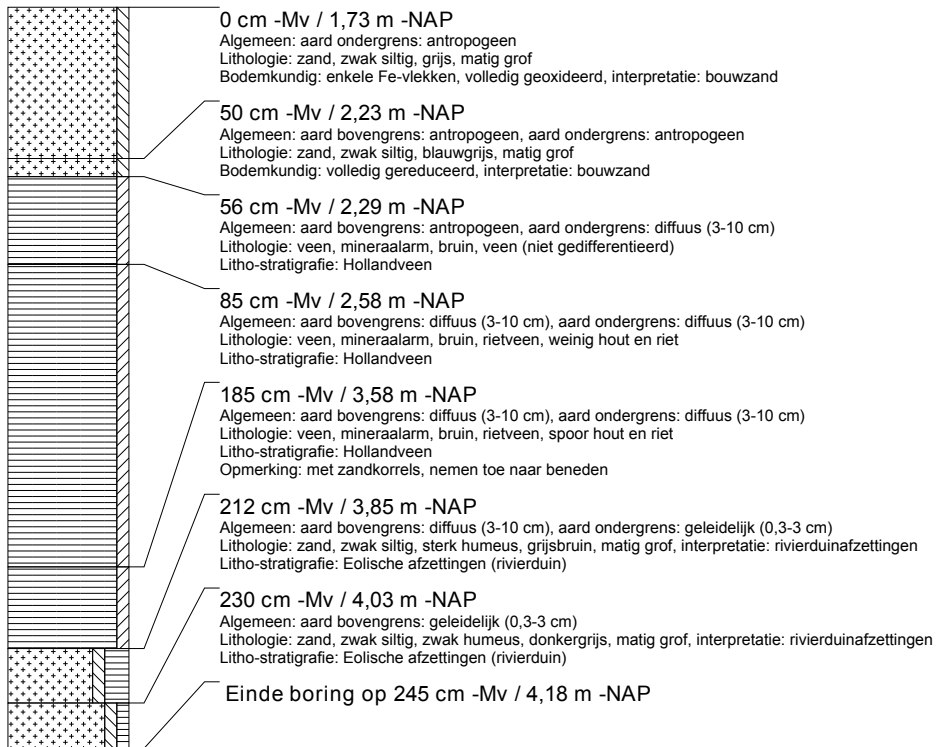 0 cm -Mv / 1,73 m -NAP
Algemeen: aard ondergrens: antropogeen
Lithologie: zand, zwak siltig, grijs, matig grof
Bodemkundig: enkele Fe-vlekken, volledig geoxideerd, interpretatie: bouwzand
50 cm -Mv / 2,23 m -NAP
Algemeen: aard bovengrens: antropogeen, aard ondergrens: antropogeen
Lithologie: zand, zwak siltig, blauwgrijs, matig grof
Bodemkundig: volledig gereduceerd, interpretatie: bouwzand
56 cm -Mv / 2,29 m -NAP
Algemeen: aard bovengrens: antropogeen, aard ondergrens: diffuus (3-10 cm)
Lithologie: veen, mineraalarm, bruin, veen (niet gedifferentieerd)
Litho-stratigrafie: Hollandveen
85 cm -Mv / 2,58 m -NAP
Algemeen: aard bovengrens: diffuus (3-10 cm), aard ondergrens: diffuus (3-10 cm)
Lithologie: veen, mineraalarm, bruin, rietveen, weinig hout en riet
Litho-stratigrafie: Hollandveen
185 cm -Mv / 3,58 m -NAP
Algemeen: aard bovengrens: diffuus (3-10 cm), aard ondergrens: diffuus (3-10 cm)
Lithologie: veen, mineraalarm, bruin, rietveen, spoor hout en riet
Litho-stratigrafie: Hollandveen
Opmerking: met zandkorrels, nemen toe naar beneden
212 cm -Mv / 3,85 m -NAP
Algemeen: aard bovengrens: diffuus (3-10 cm), aard ondergrens: geleidelijk (0,3-3 cm)
Lithologie: zand, zwak siltig, sterk humeus, grijsbruin, matig grof, interpretatie: rivierduinafzettingen
Litho-stratigrafie: Eolische afzettingen (rivierduin)
230 cm -Mv / 4,03 m -NAP
Algemeen: aard bovengrens: geleidelijk (0,3-3 cm)
Lithologie: zand, zwak siltig, zwak humeus, donkergrijs, matig grof, interpretatie: rivierduinafzettingen
Litho-stratigrafie: Eolische afzettingen (rivierduin)
Einde boring op 245 cm -Mv / 4,18 m -NAP